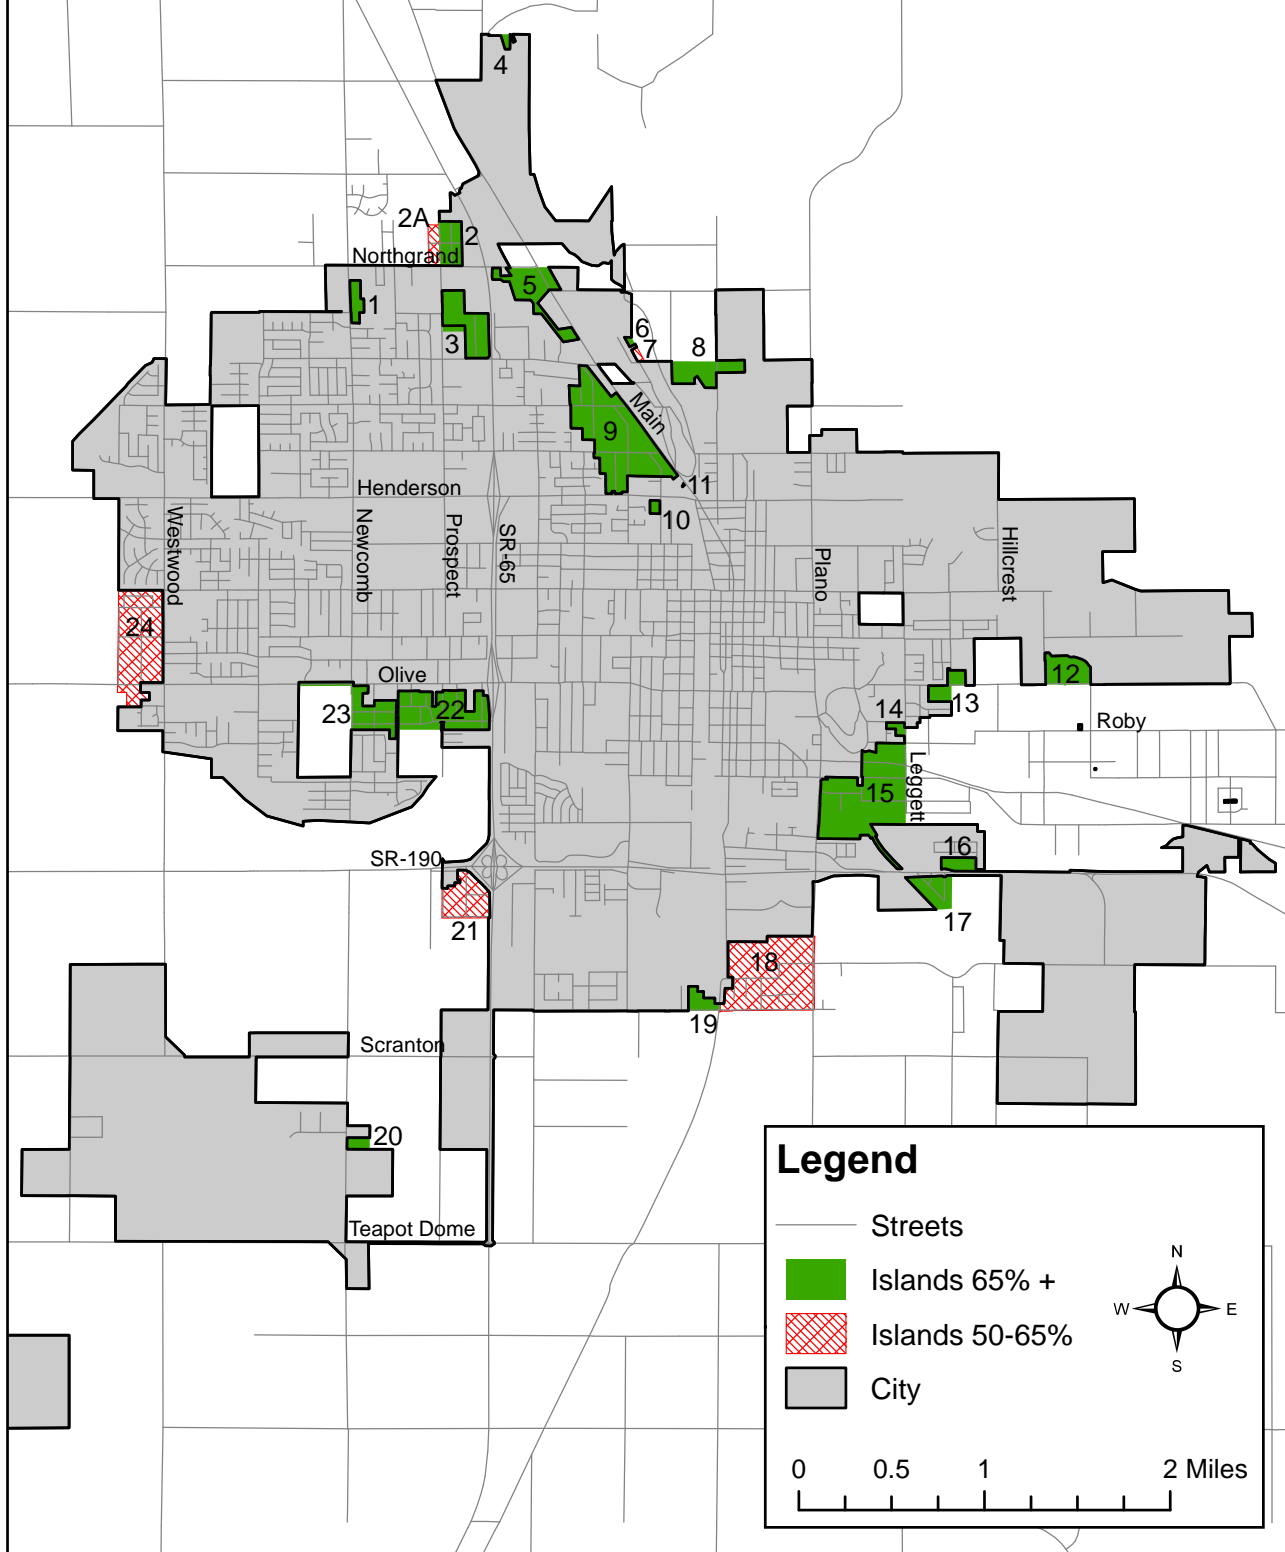 4
2A
2
Northgrand
5
1
3
6
7
8
Main
9
Henderson
11
10
Westwood
Newcomb
Prospect
SR-65
Plano
Hillcrest
24
Olive
12
23
22
13
14
Roby
Leggett
15
16
SR-190
17
21
18
19
Scranton
20
Teapot Dome
Legend
Streets
Islands 65% +
Islands 50-65%
City
N
W
E
S
0 0.5 1 2 Miles